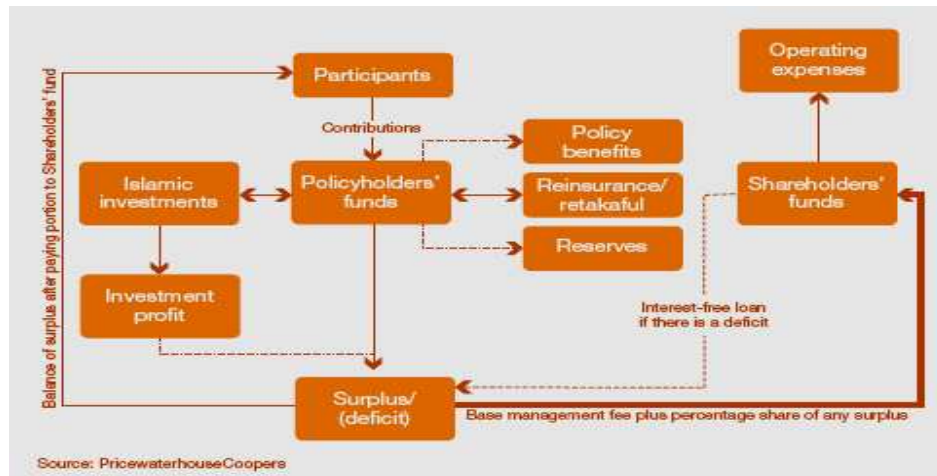 Operating
expenses
Participants
Contributions
Policy
benefits
Islamic
investments
Policyholders'
funds
Reinsurance/
retakaful
Shareholders'
funds
Reserves
Investment
profit
Interest-free loan
if there is a deficit
Surplus/
(deficit)
Base management fee plus percentage share of any surplus
Balance of surplus after paying portion to Shareholders' fund
Source: PricewaterhouseCoopers